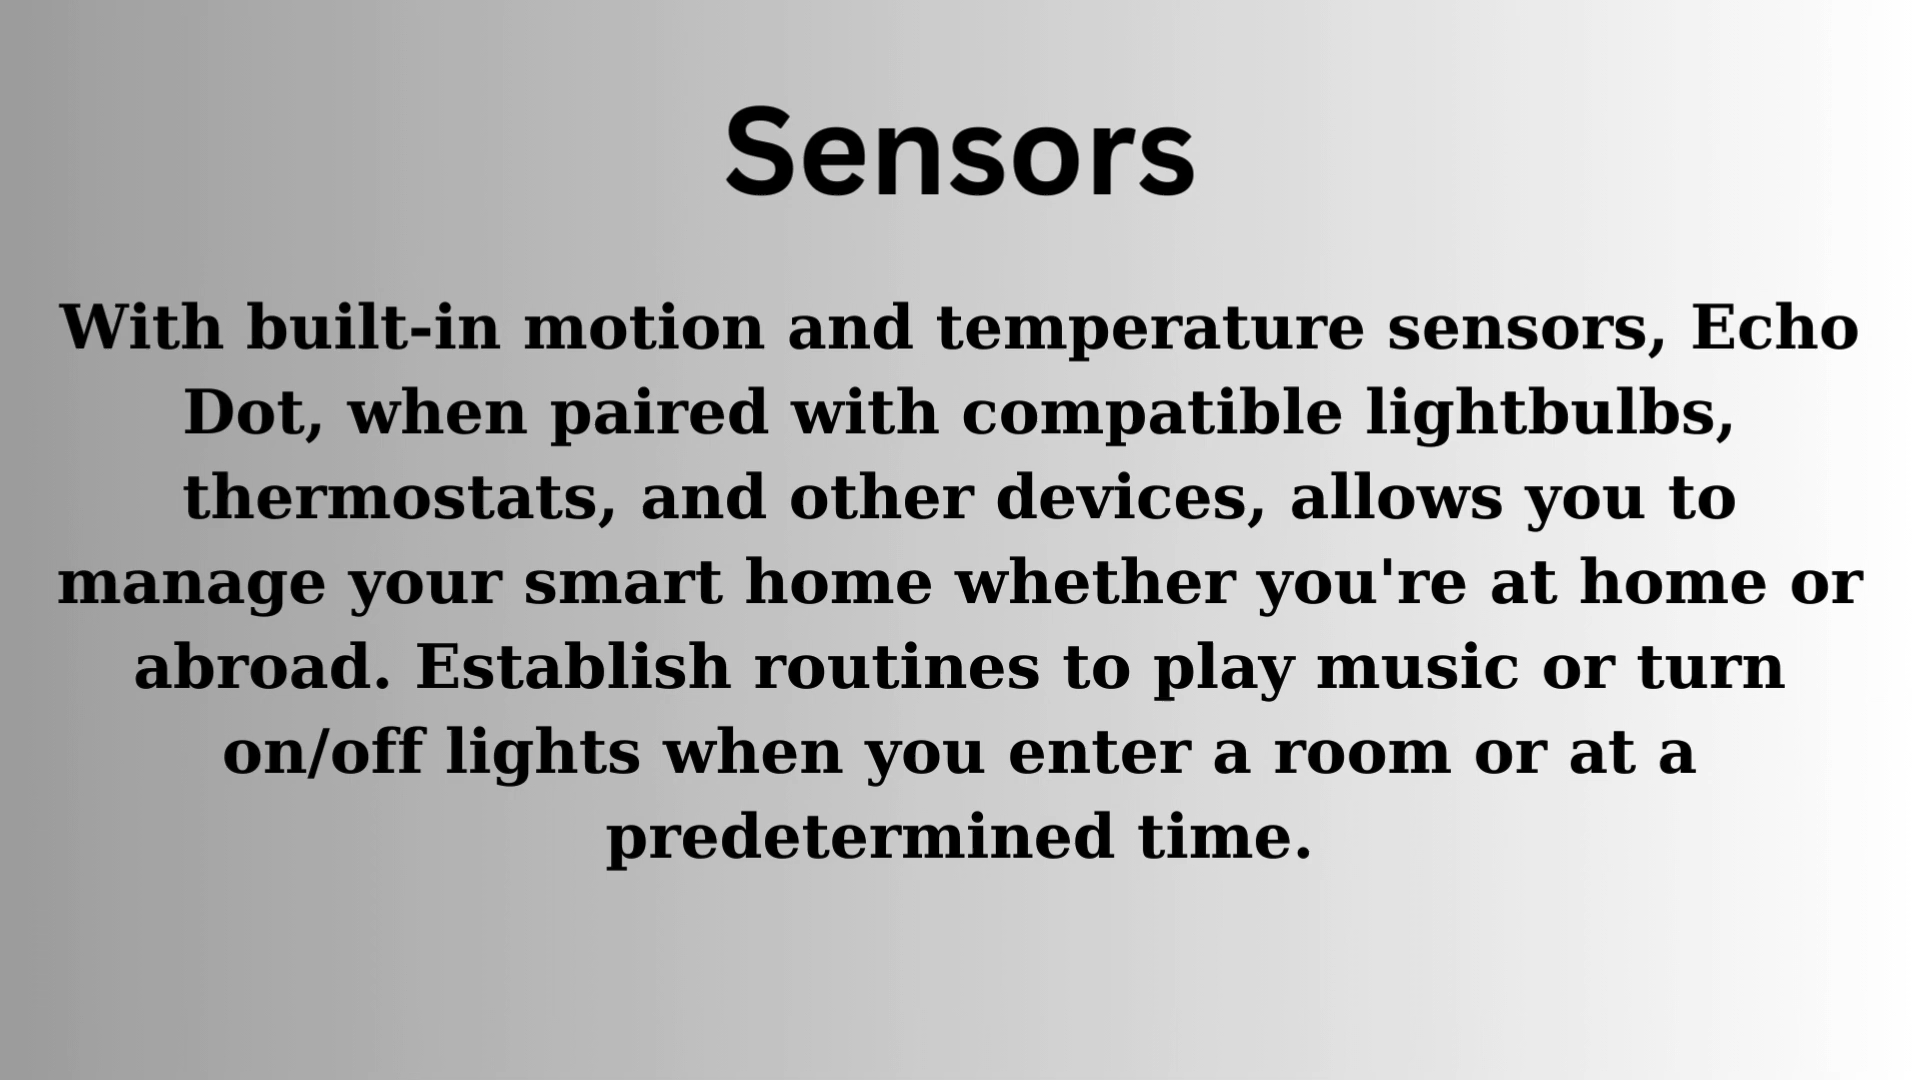 Sensors
With built-in motion and temperature sensors, Echo
Dot, when paired with compatible lightbulbs,
thermostats, and other devices, allows you to
manage your smart home whether you're at home or
abroad. Establish routines to play music or turn
on/off lights when you enter a room or at a
predetermined time.